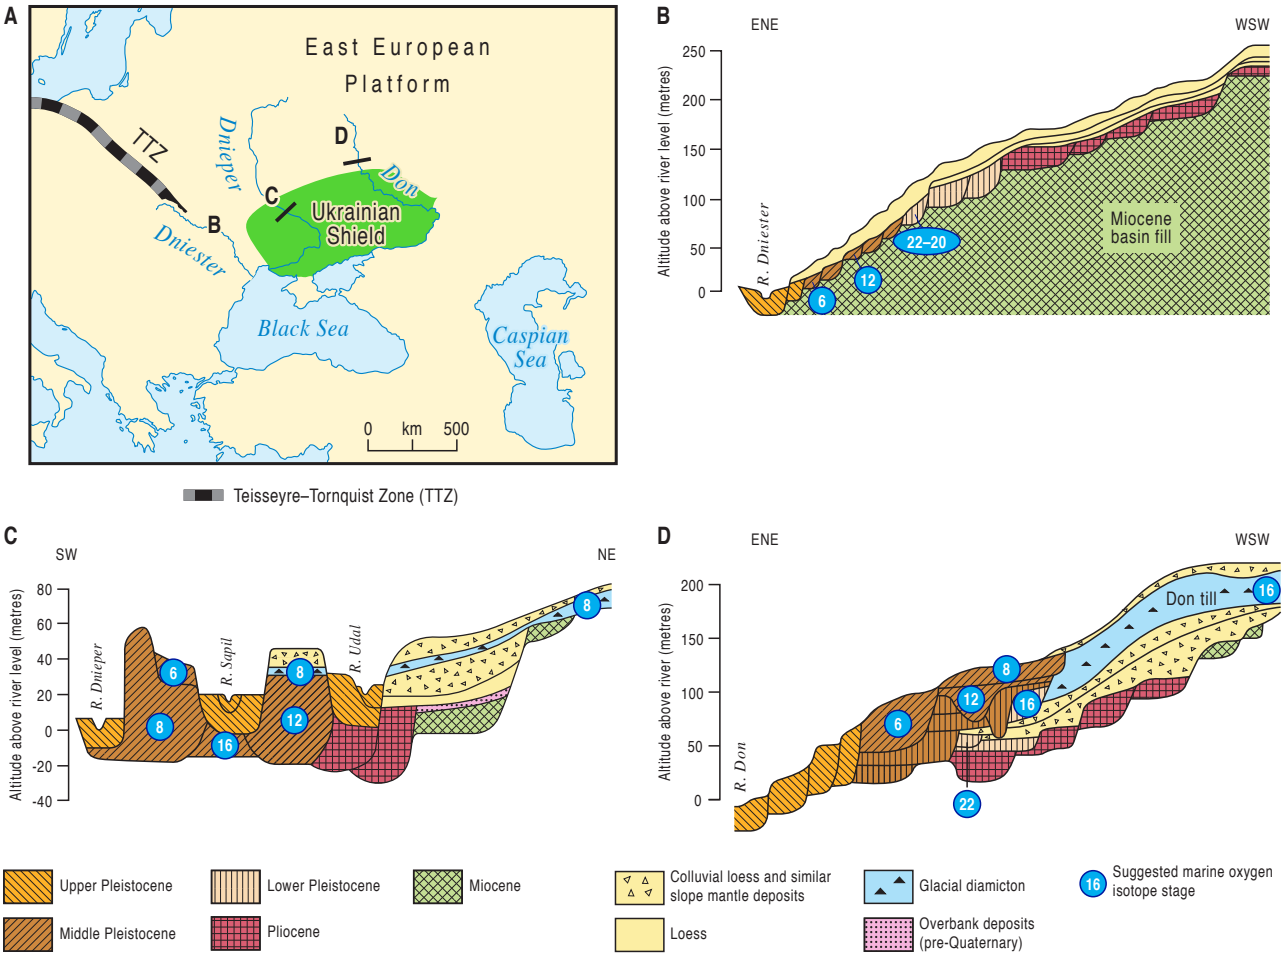 A
East European
Platform
TTZ
Dnieper
D
Don
C
Ukrainian
Shield
B
Dniester
Black Sea
Caspian
Sea
0 km 500
Teisseyre–Tornquist Zone (TTZ)
B
ENE
WSW
Altitude above river level (metres)
250
200
150
100
50
0
R. Dniester
Miocene
basin fill
22–20
12
6
C
SW
NE
Altitude above river level (metres)
80
60
40
20
0
-20
-40
R. Dnieper
R. Sapil
R. Udal
6
8
16
8
12
8
D
ENE
WSW
Altitude above river (metres)
200
150
100
50
0
R. Don
Don till
16
8
12
16
6
22
Upper Pleistocene
Middle Pleistocene
Lower Pleistocene
Pliocene
Miocene
Colluvial loess and similar
slope mantle deposits
Loess
Glacial diamicton
Overbank deposits
(pre-Quaternary)
16
Suggested marine oxygen
isotope stage